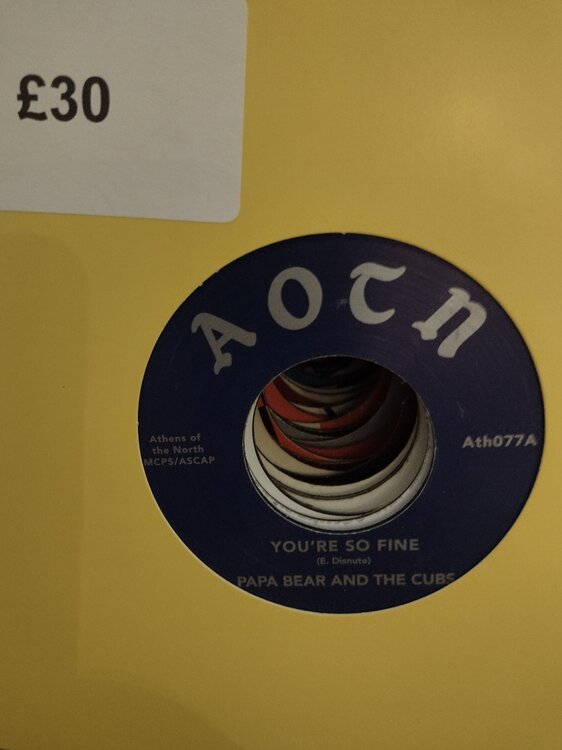 £30
AOTN
Athens of
the North
MCPS/ASCAP
Ath077A
YOU'RE SO FINE
(E. Disnute)
PAPA BEAR AND THE CUBS